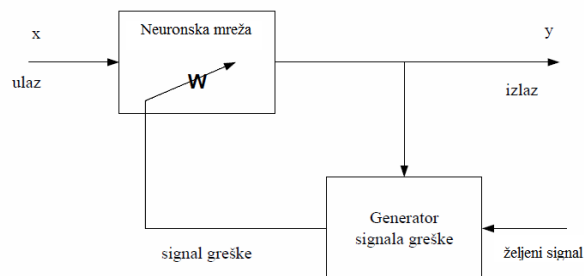 x
Neuronska mreža
y
W
ulaz
izlaz
Generator
signala greške
signal greške
željeni signal